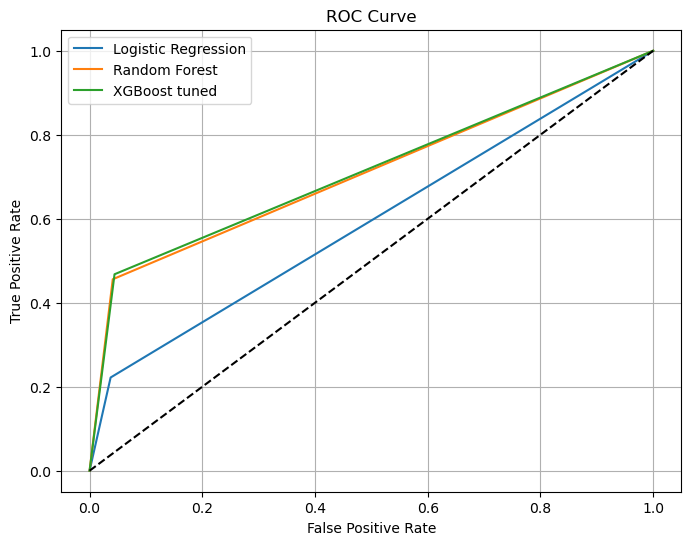 ROC Curve
Logistic Regression
Random Forest
XGBoost tuned
True Positive Rate
1.0
0.8
0.6
0.4
0.2
0.0
0.0 0.2 0.4 0.6 0.8 1.0
False Positive Rate